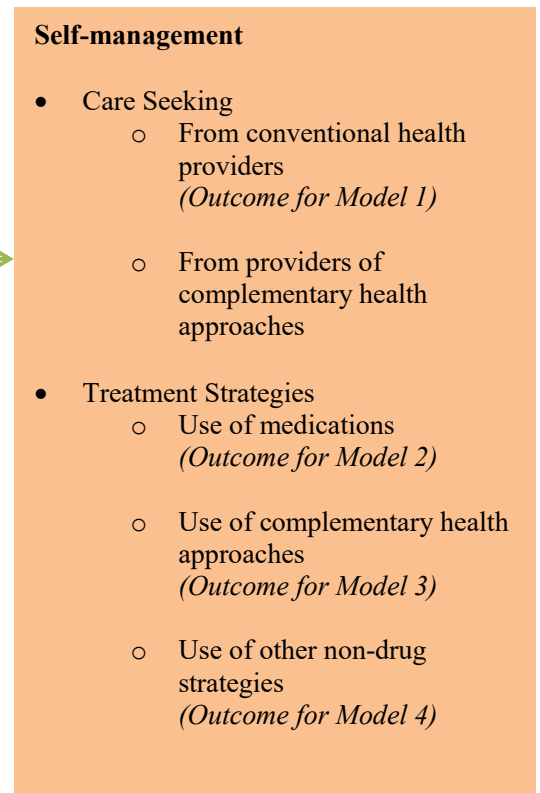 Self-management
• Care Seeking
o From conventional health
providers
(Outcome for Model 1)
o From providers of
complementary health
approaches
• Treatment Strategies
o Use of medications
(Outcome for Model 2)
o Use of complementary health
approaches
(Outcome for Model 3)
o Use of other non-drug
strategies
(Outcome for Model 4)